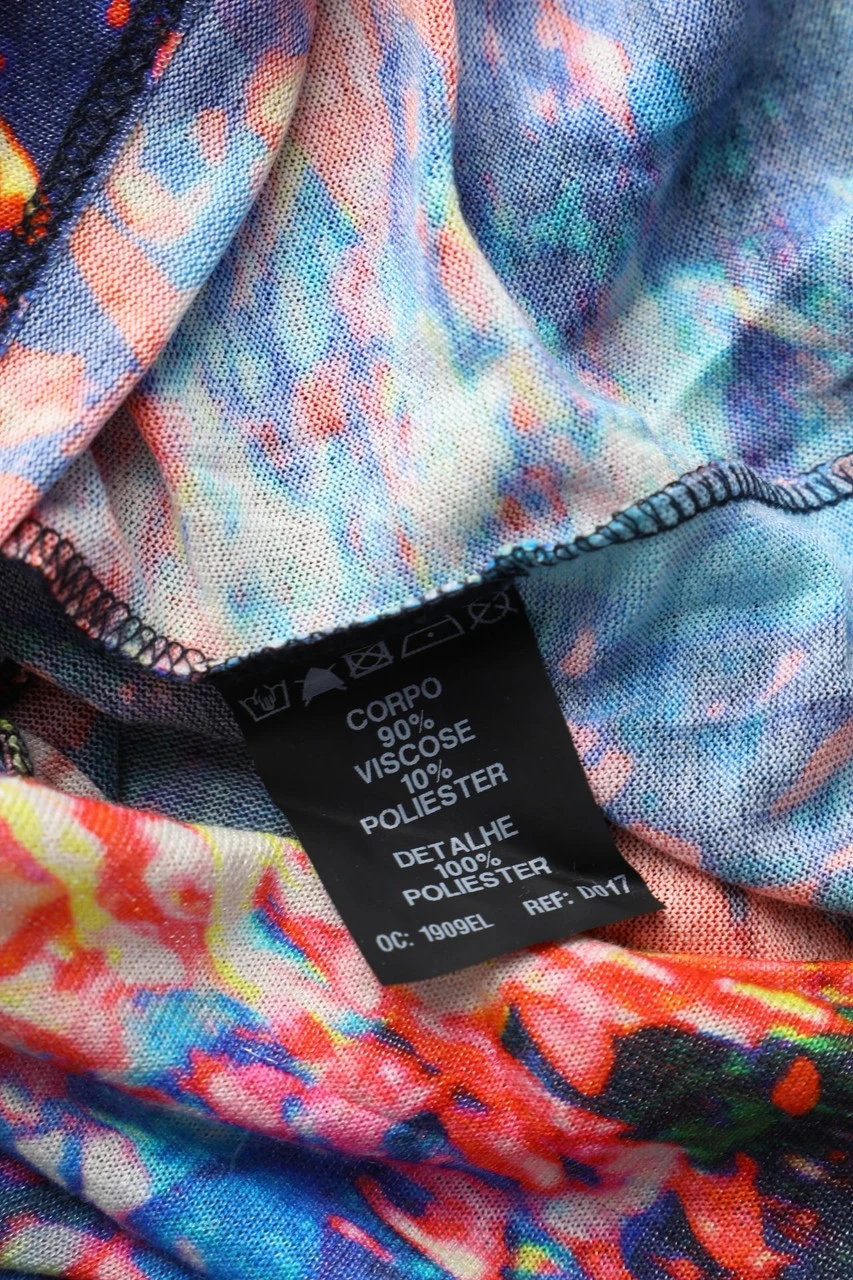 CORPO
90%
VISCOSE
10%
POLIESTER
DETALHE
100%
POLIESTER
OC: 1909EL REF: D017